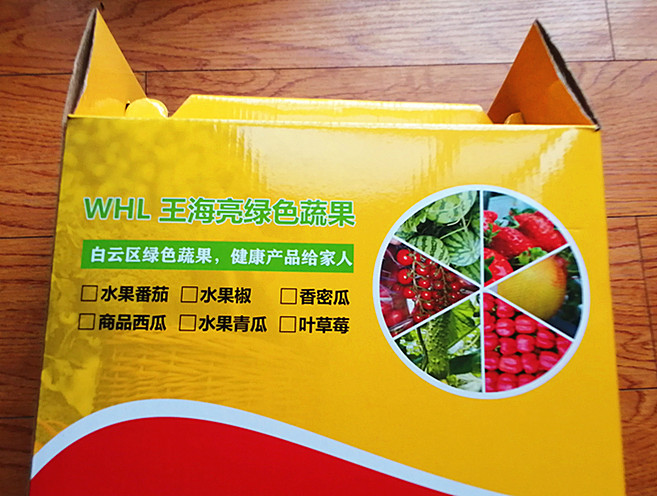 WHL 王海亮绿色蔬果
白云区绿色蔬果，健康产品给家人
□水果番茄 □水果椒 □香密瓜
□商品西瓜 □水果青瓜 □叶草莓